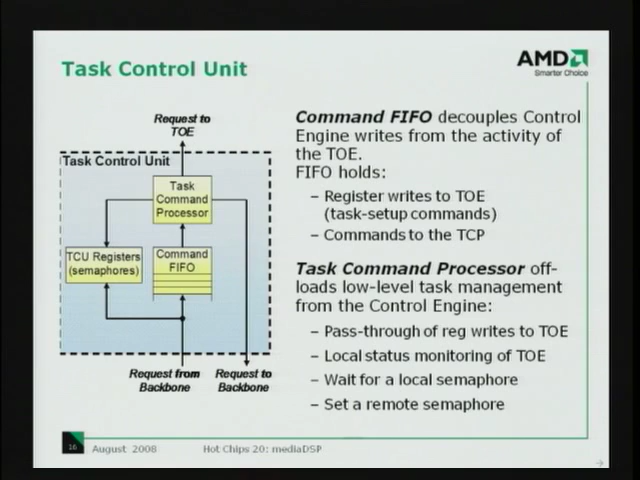 Task Control Unit
AMD
Smarter Choice
Request to
TOE
Task Control Unit
Task
Command
Processor
TCU Registers
(semaphores)
Command
FIFO
Request from
Backbone
Request to
Backbone
Command FIFO decouples Control
Engine writes from the activity of
the TOE.
FIFO holds:
– Register writes to TOE
(task-setup commands)
– Commands to the TCP
Task Command Processor off-
loads low-level task management
from the Control Engine:
– Pass-through of reg writes to TOE
– Local status monitoring of TOE
– Wait for a local semaphore
– Set a remote semaphore
16
August 2008
Hot Chips 20: mediaDSP